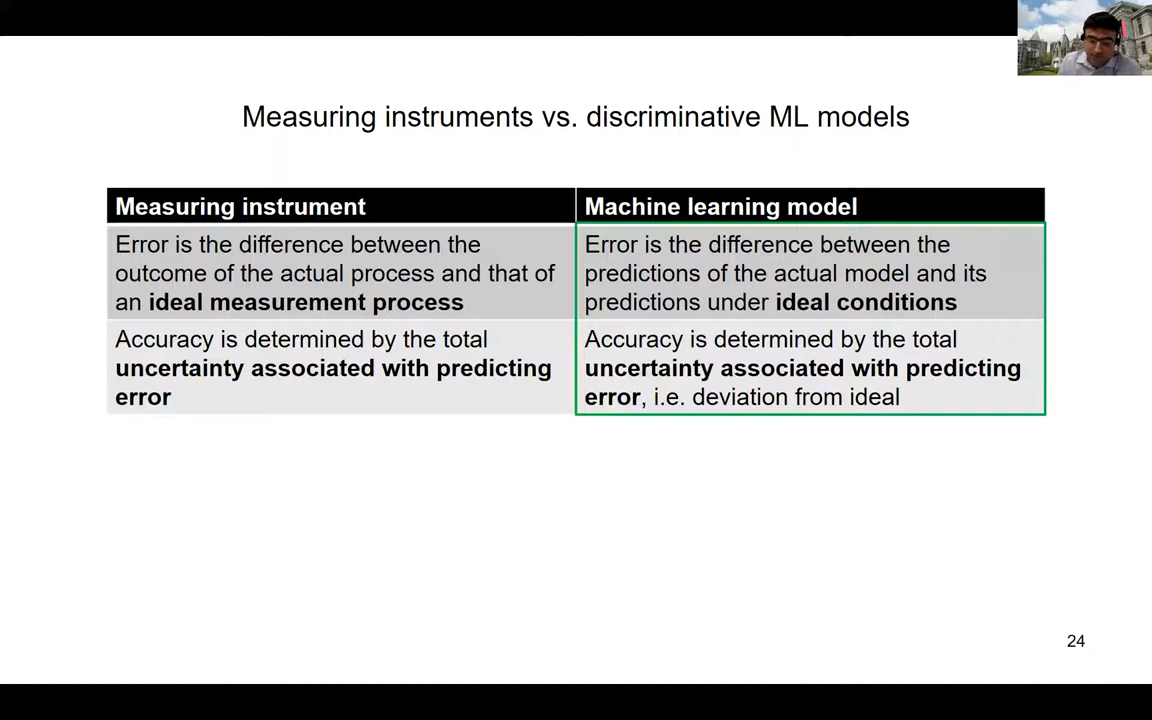 Measuring instruments vs. discriminative ML models
Measuring instrument
Machine learning model
Error is the difference between the
outcome of the actual process and that of
an ideal measurement process
Error is the difference between the
predictions of the actual model and its
predictions under ideal conditions
Accuracy is determined by the total
uncertainty associated with predicting
error
Accuracy is determined by the total
uncertainty associated with predicting
error, i.e. deviation from ideal
24